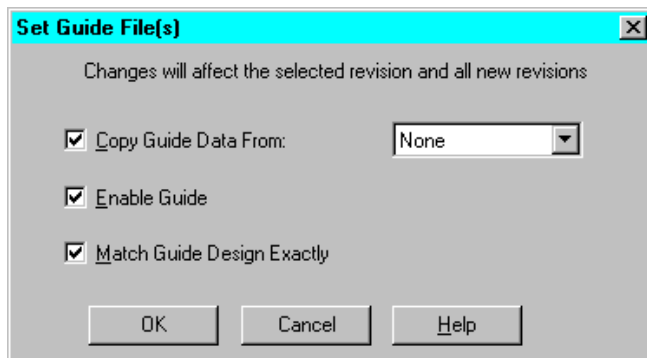 Set Guide File(s)
Changes will affect the selected revision and all new revisions
Copy Guide Data From: None
Enable Guide
Match Guide Design Exactly
OK Cancel Help